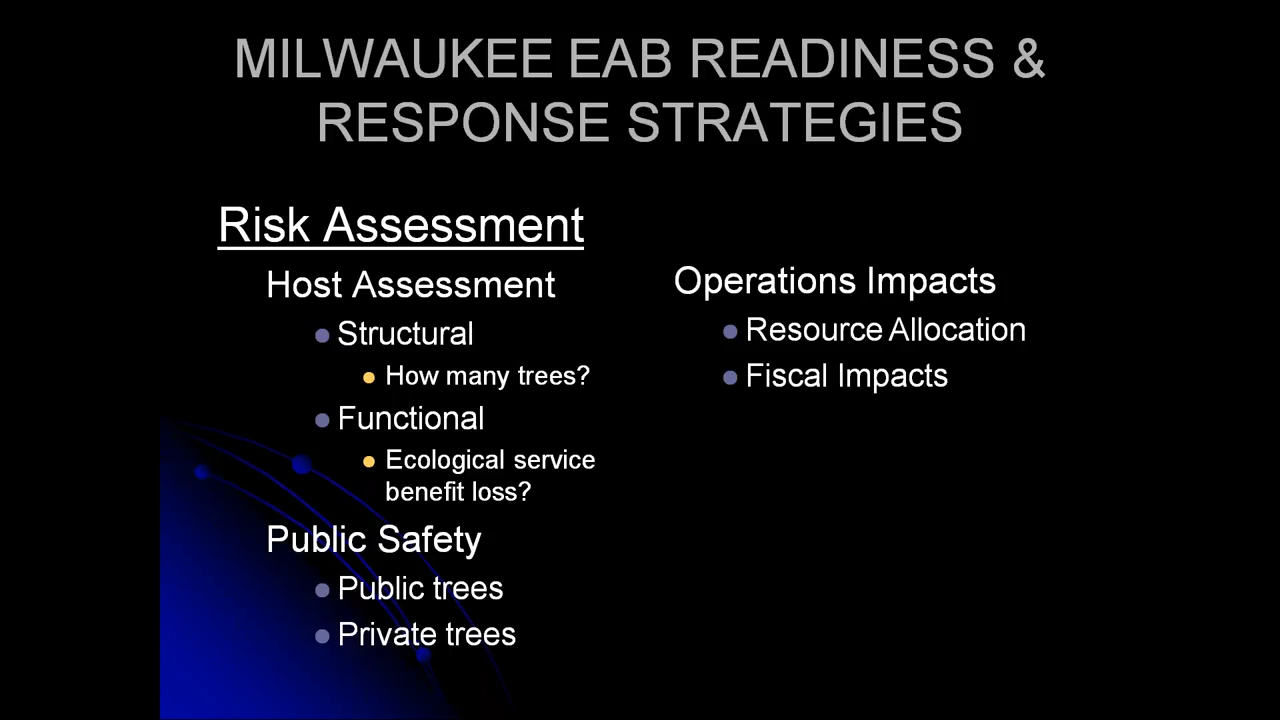 MILWAUKEE EAB READINESS &
RESPONSE STRATEGIES
Risk Assessment
Host Assessment
Structural
How many trees?
Functional
Ecological service
benefit loss?
Public Safety
Public trees
Private trees
Operations Impacts
Resource Allocation
Fiscal Impacts